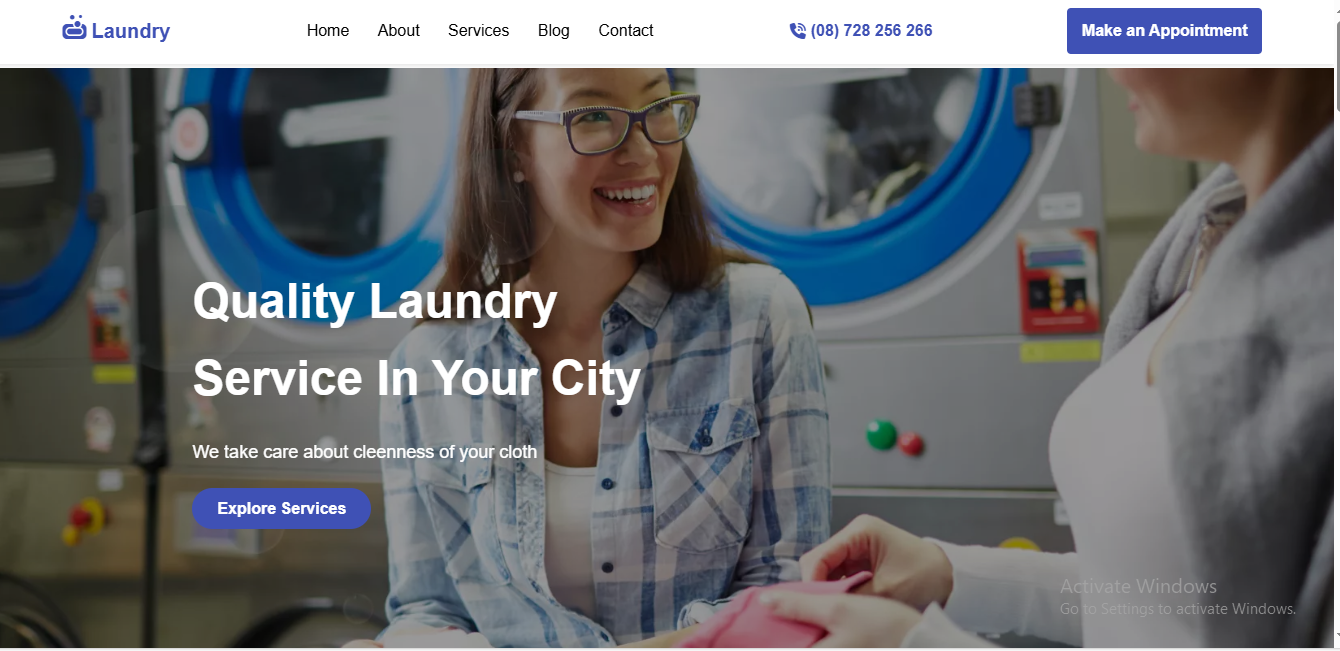 Laundry
Home About Services Blog Contact
(08) 728 256 266
Make an Appointment
Quality Laundry
Service In Your City
We take care about cleenness of your cloth
Explore Services
Activate Windows
Go to Settings to activate Windows.